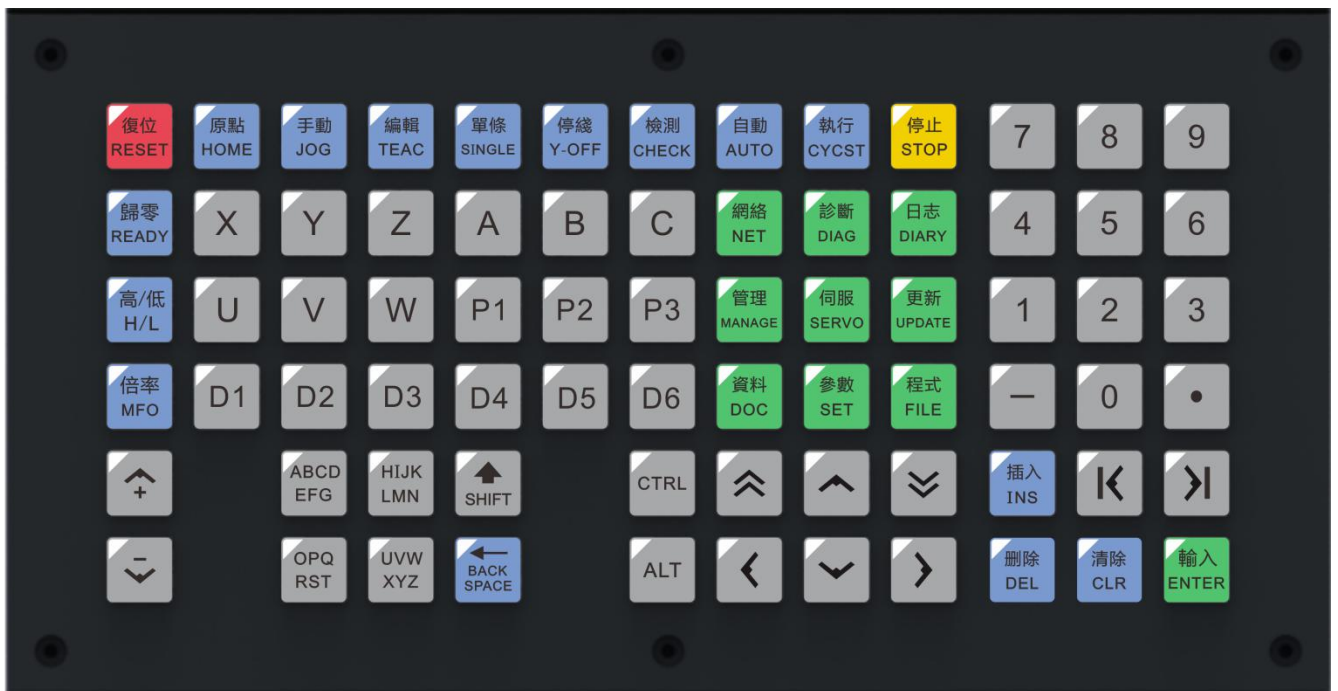 復位 原點 手動 編輯 單條 停綫 檢測 自動 執行 停止
RESET HOME JOG TEAC SINGLE Y-OFF CHECK AUTO CYCST STOP 7 8 9
歸零 網絡 診斷 日志
READY X Y Z A B C NET DIAG DIARY 4 5 6
高/低 管理 伺服 更新
H/L U V W P1 P2 P3 MANAGE SERVO UPDATE 1 2 3
倍率 資料 參數 程式
MFO D1 D2 D3 D4 D5 D6 DOC SET FILE — 0 •
ABCD HIJK 插入
+ EFG LMN SHIFT CTRL INS
− OPQ UVW BACK 删除 清除 輸入
RST XYZ SPACE ALT DEL CLR ENTER